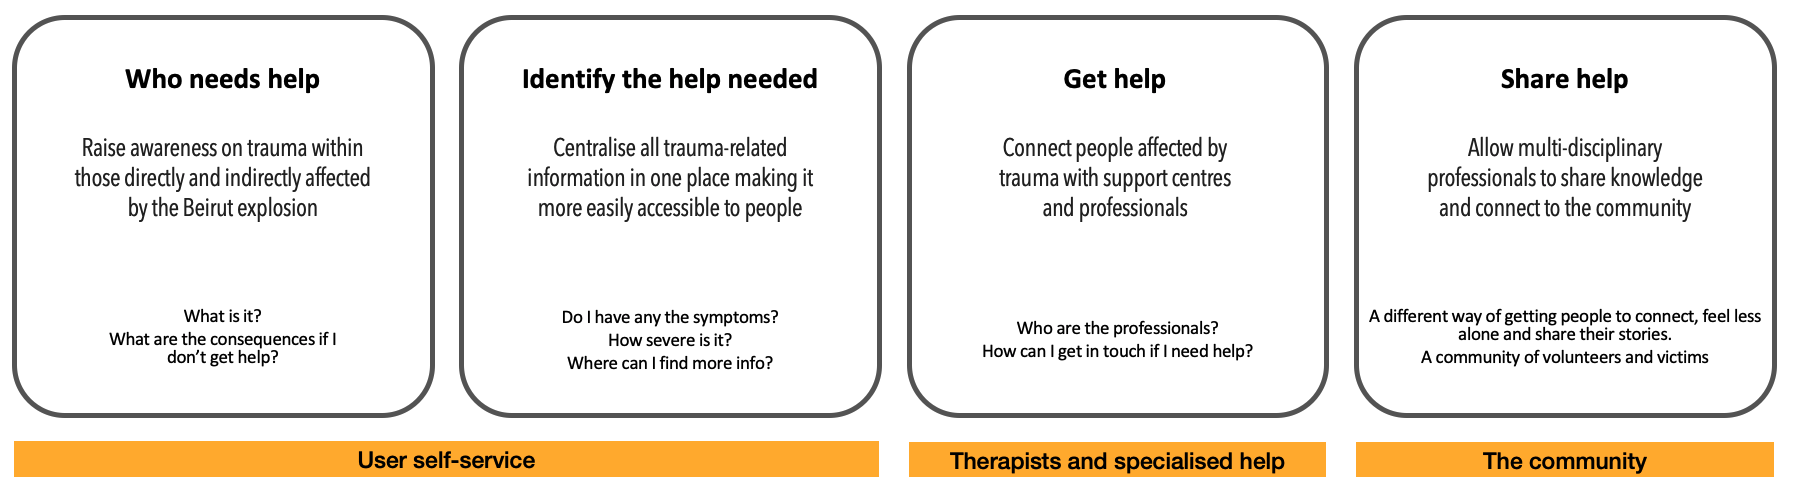 Who needs help
Raise awareness on trauma within
those directly and indirectly affected
by the Beirut explosion
What is it?
What are the consequences if I
don't get help?
Identify the help needed
Centralise all trauma-related
information in one place making it
more easily accessible to people
Do I have any the symptoms?
How severe is it?
Where can I find more info?
User self-service
Get help
Connect people affected by
trauma with support centres
and professionals
Who are the professionals?
How can I get in touch if I need help?
Therapists and specialised help
Share help
Allow multi-disciplinary
professionals to share knowledge
and connect to the community
A different way of getting people to connect, feel less
alone and share their stories.
A community of volunteers and victims
The community